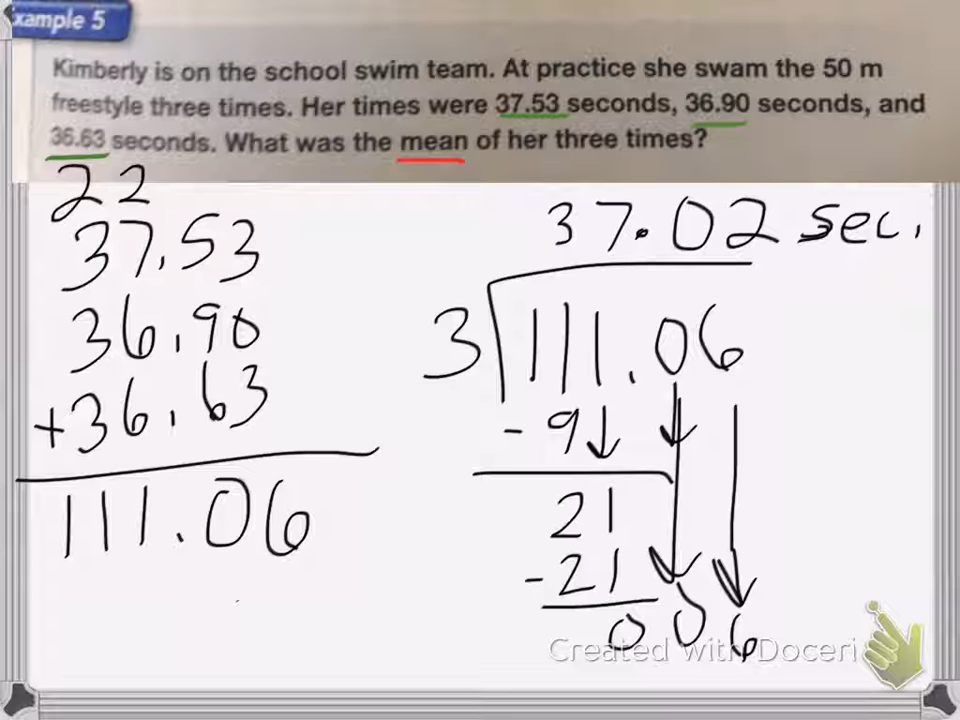 xample 5
Kimberly is on the school swim team. At practice she swam the 50 m
freestyle three times. Her times were 37.53 seconds, 36.90 seconds, and
36.63 seconds. What was the mean of her three times?
22
37.53
36.90
+36.63
111.06
37.02 sec.
3 111.06
-9
21
-21
006
Created with Doceri